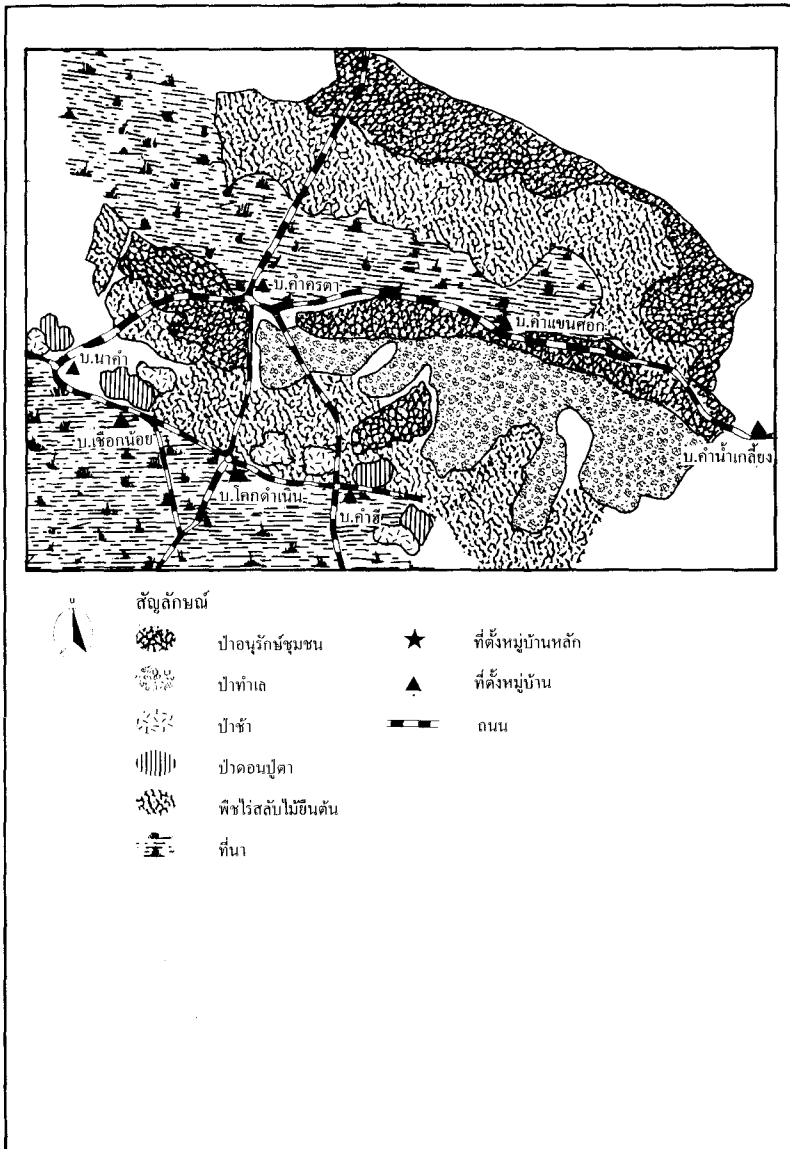 บ.คำครตา
บ.คำแขนศอก
บ.นาคำ
บ.เชือกน้อย
บ.คำน้ำเกลี้ยง
บ.โคกดำเนิน
สัญลักษณ์
ป่าอนุรักษ์ชุมชน
ที่ตั้งหมู่บ้านหลัก
ป่าทำเล
ที่ตั้งหมู่บ้าน
ป่าช้า
ถนน
ป่าดอนปู่ตา
พืชไร่สลับไม้ยืนต้น
ที่นา